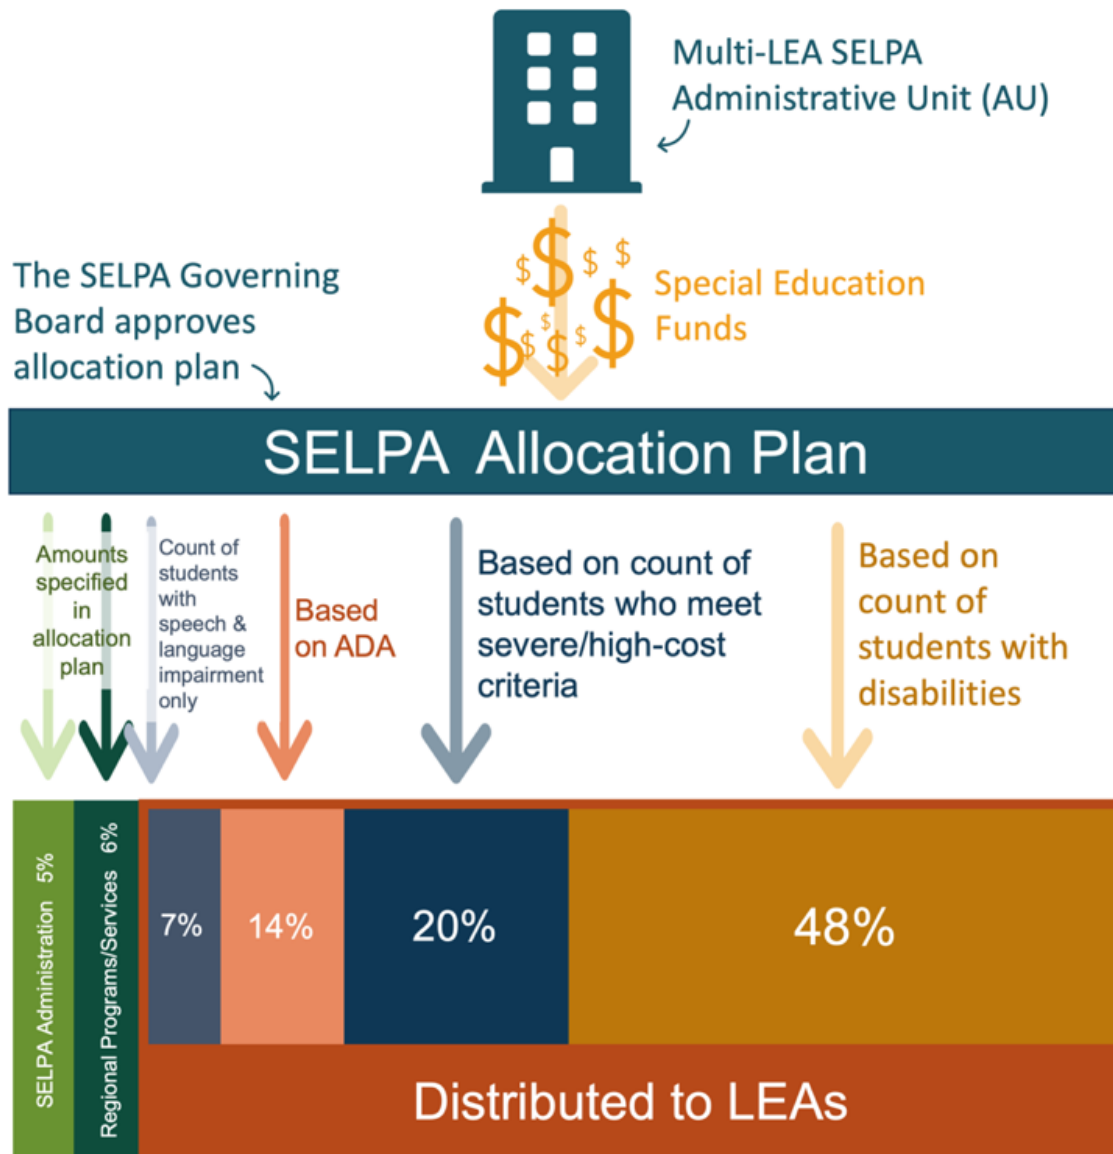 Multi-LEA SELPA
Administrative Unit (AU)
$ $ $ $ $ $ $ $ $ $
Special Education
Funds
The SELPA Governing
Board approves
allocation plan
SELPA Allocation Plan
Amounts
specified
in
allocation
plan
Count of
students
with
speech &
language
impairment
only
Based
on ADA
Based on count of
students who meet
severe/high-cost
criteria
Based on
count of
students with
disabilities
SELPA Administration 5%
Regional Programs/Services 6%
7%
14%
20%
48%
Distributed to LEAs